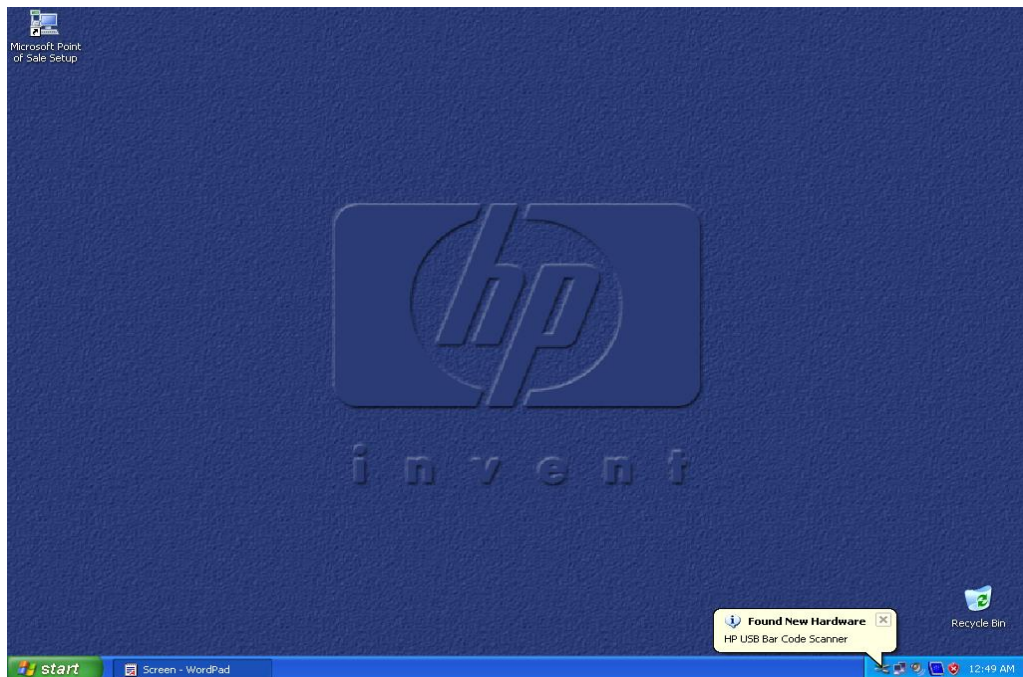 Microsoft Point
of Sale Setup
hp
invent
Recycle Bin
Found New Hardware
HP USB Bar Code Scanner
start
Screen - WordPad
12:49 AM